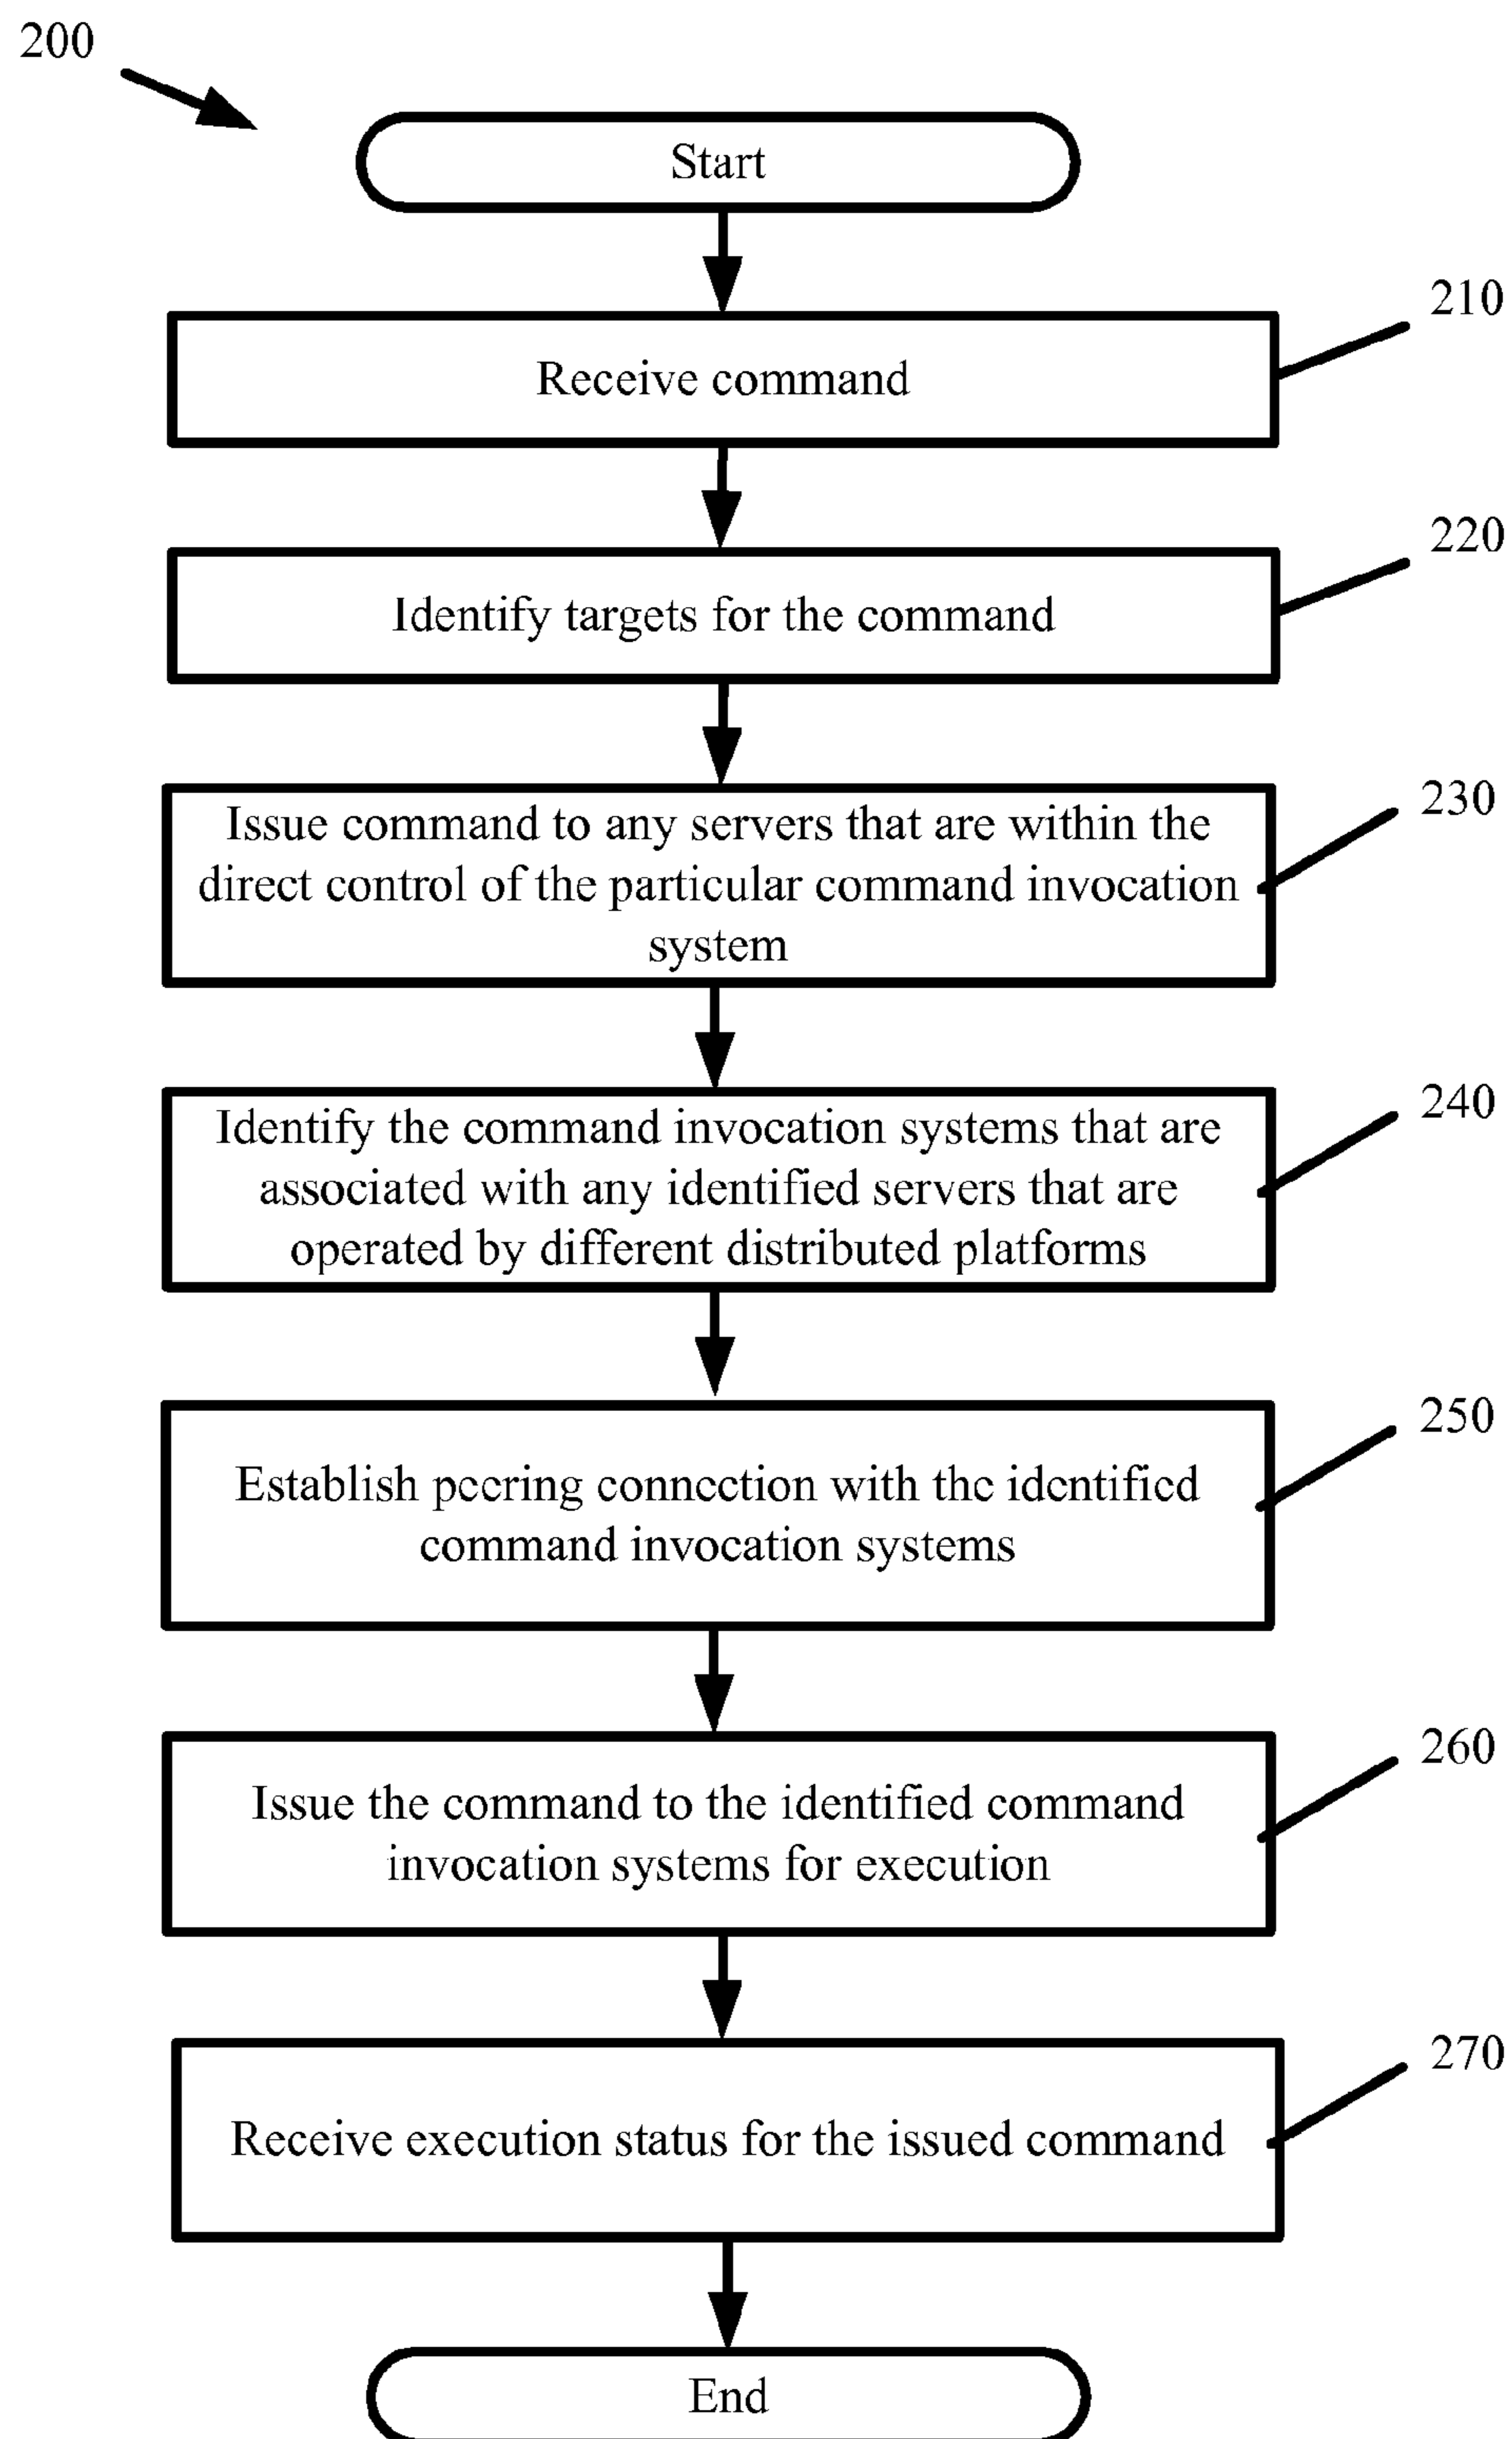 200
Start
210
Receive command
220
Identify targets for the command
230
Issue command to any servers that are within the
direct control of the particular command invocation
system
240
Identify the command invocation systems that are
associated with any identified servers that are
operated by different distributed platforms
250
Establish peering connection with the identified
command invocation systems
260
Issue the command to the identified command
invocation systems for execution
270
Receive execution status for the issued command
End